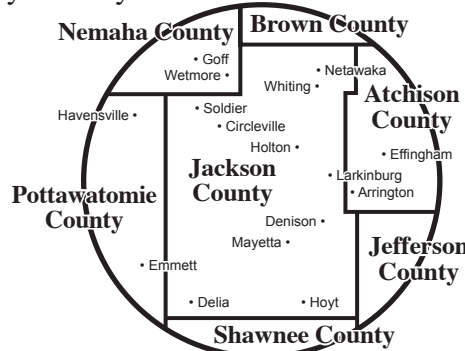 Nemaha County
Brown County
• Goff
Wetmore •
• Netawaka
Whiting •
Atchison
County
Havensville •
• Soldier
• Circleville
Holton •
• Effingham
Jackson
County
• Larkinburg
• Arrington
Pottawatomie
County
Denison •
Mayetta •
Jefferson
County
• Emmett
• Delia
• Hoyt
Shawnee County